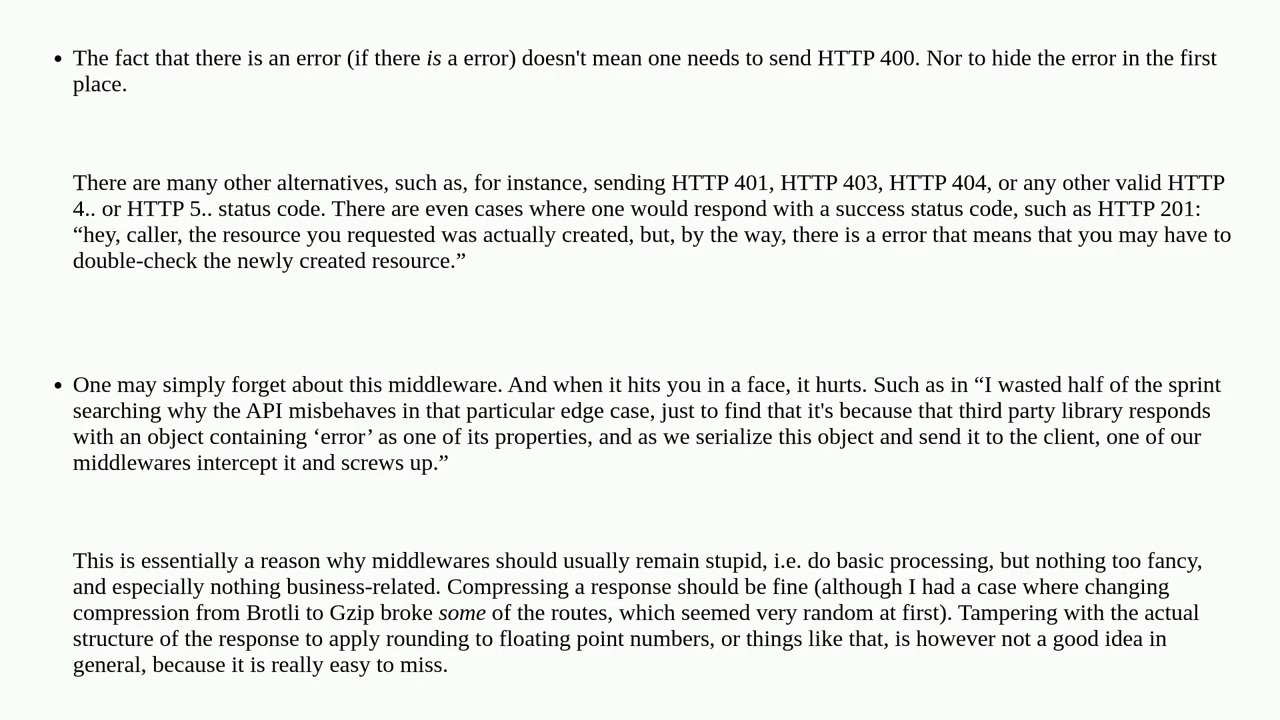 • The fact that there is an error (if there is a error) doesn't mean one needs to send HTTP 400. Nor to hide the error in the first
place.
There are many other alternatives, such as, for instance, sending HTTP 401, HTTP 403, HTTP 404, or any other valid HTTP
4.. or HTTP 5.. status code. There are even cases where one would respond with a success status code, such as HTTP 201:
“hey, caller, the resource you requested was actually created, but, by the way, there is a error that means that you may have to
double-check the newly created resource.”
• One may simply forget about this middleware. And when it hits you in a face, it hurts. Such as in “I wasted half of the sprint
searching why the API misbehaves in that particular edge case, just to find that it's because that third party library responds
with an object containing ‘error’ as one of its properties, and as we serialize this object and send it to the client, one of our
middlewares intercept it and screws up.”
This is essentially a reason why middlewares should usually remain stupid, i.e. do basic processing, but nothing too fancy,
and especially nothing business-related. Compressing a response should be fine (although I had a case where changing
compression from Brotli to Gzip broke some of the routes, which seemed very random at first). Tampering with the actual
structure of the response to apply rounding to floating point numbers, or things like that, is however not a good idea in
general, because it is really easy to miss.